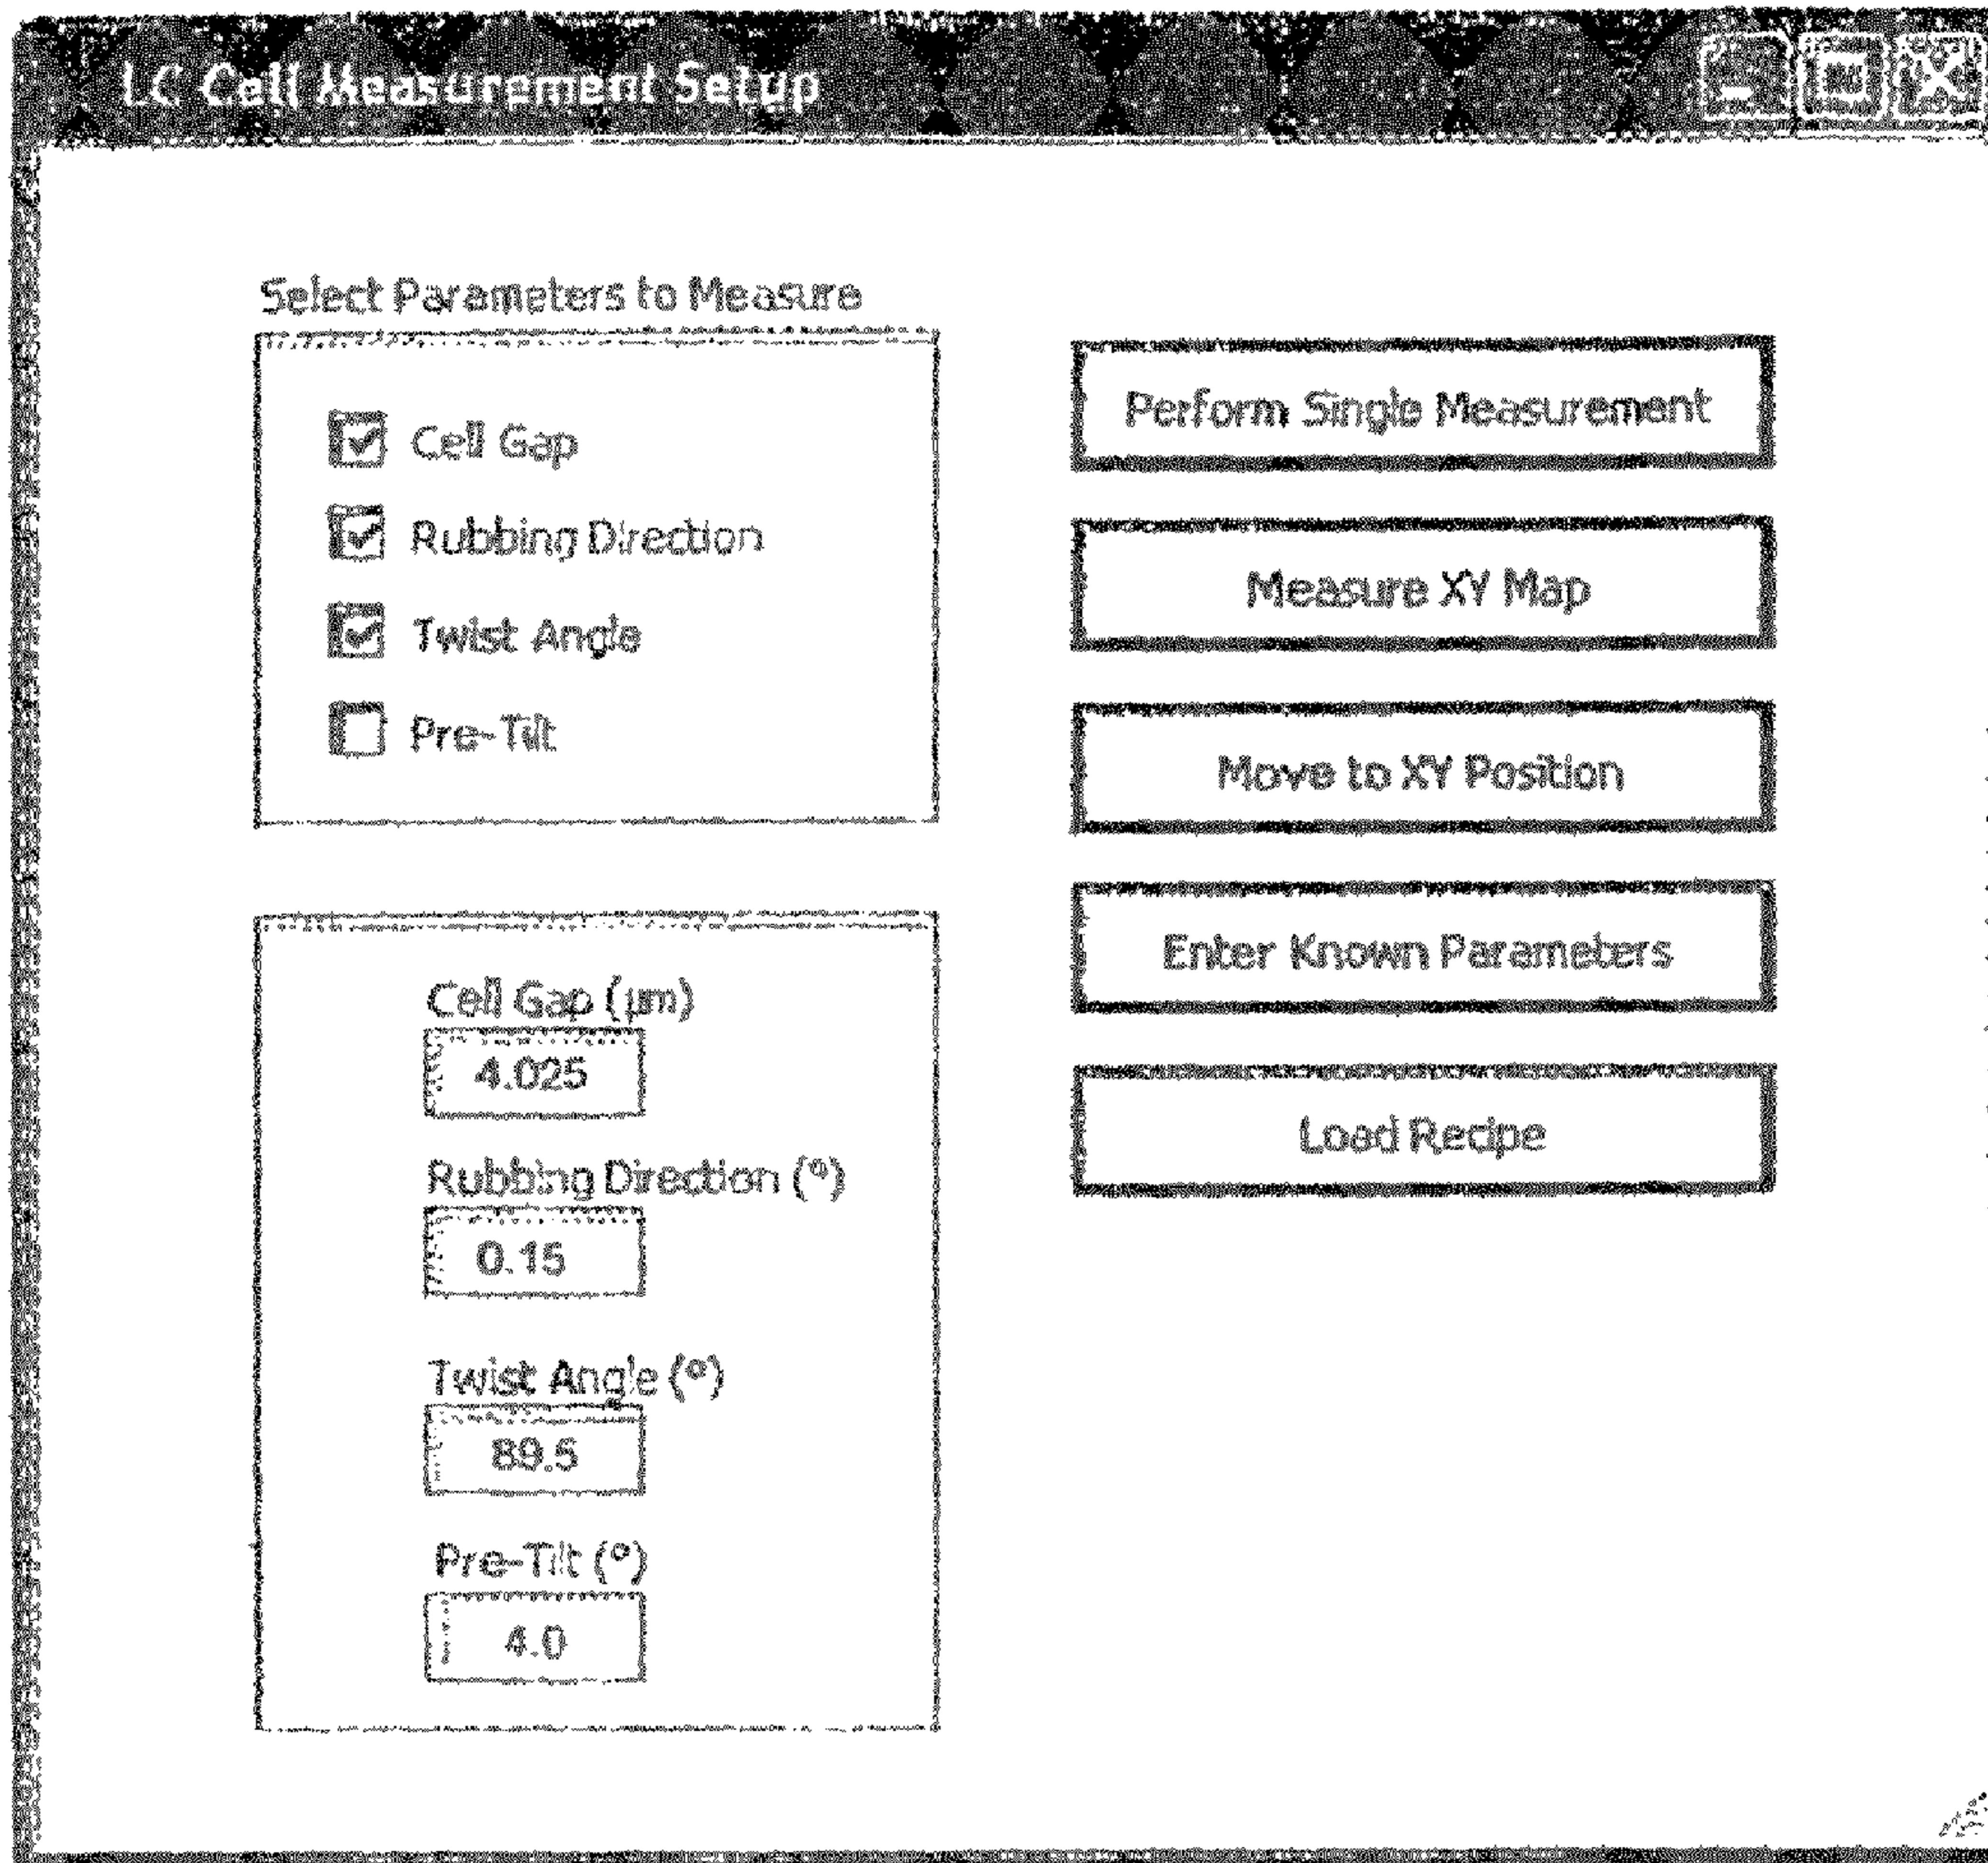 LC Cell Measurement Setup
Select Parameters to Measure
Cell Gap
Rubbing Direction
Twist Angle
Pre-Tilt
Cell Gap (µm)
4.025
Rubbing Direction (°)
0.15
Twist Angle (°)
89.5
Pre-Tilt (°)
4.0
Perform Single Measurement
Measure XY Map
Move to XY Position
Enter Known Parameters
Load Recipe